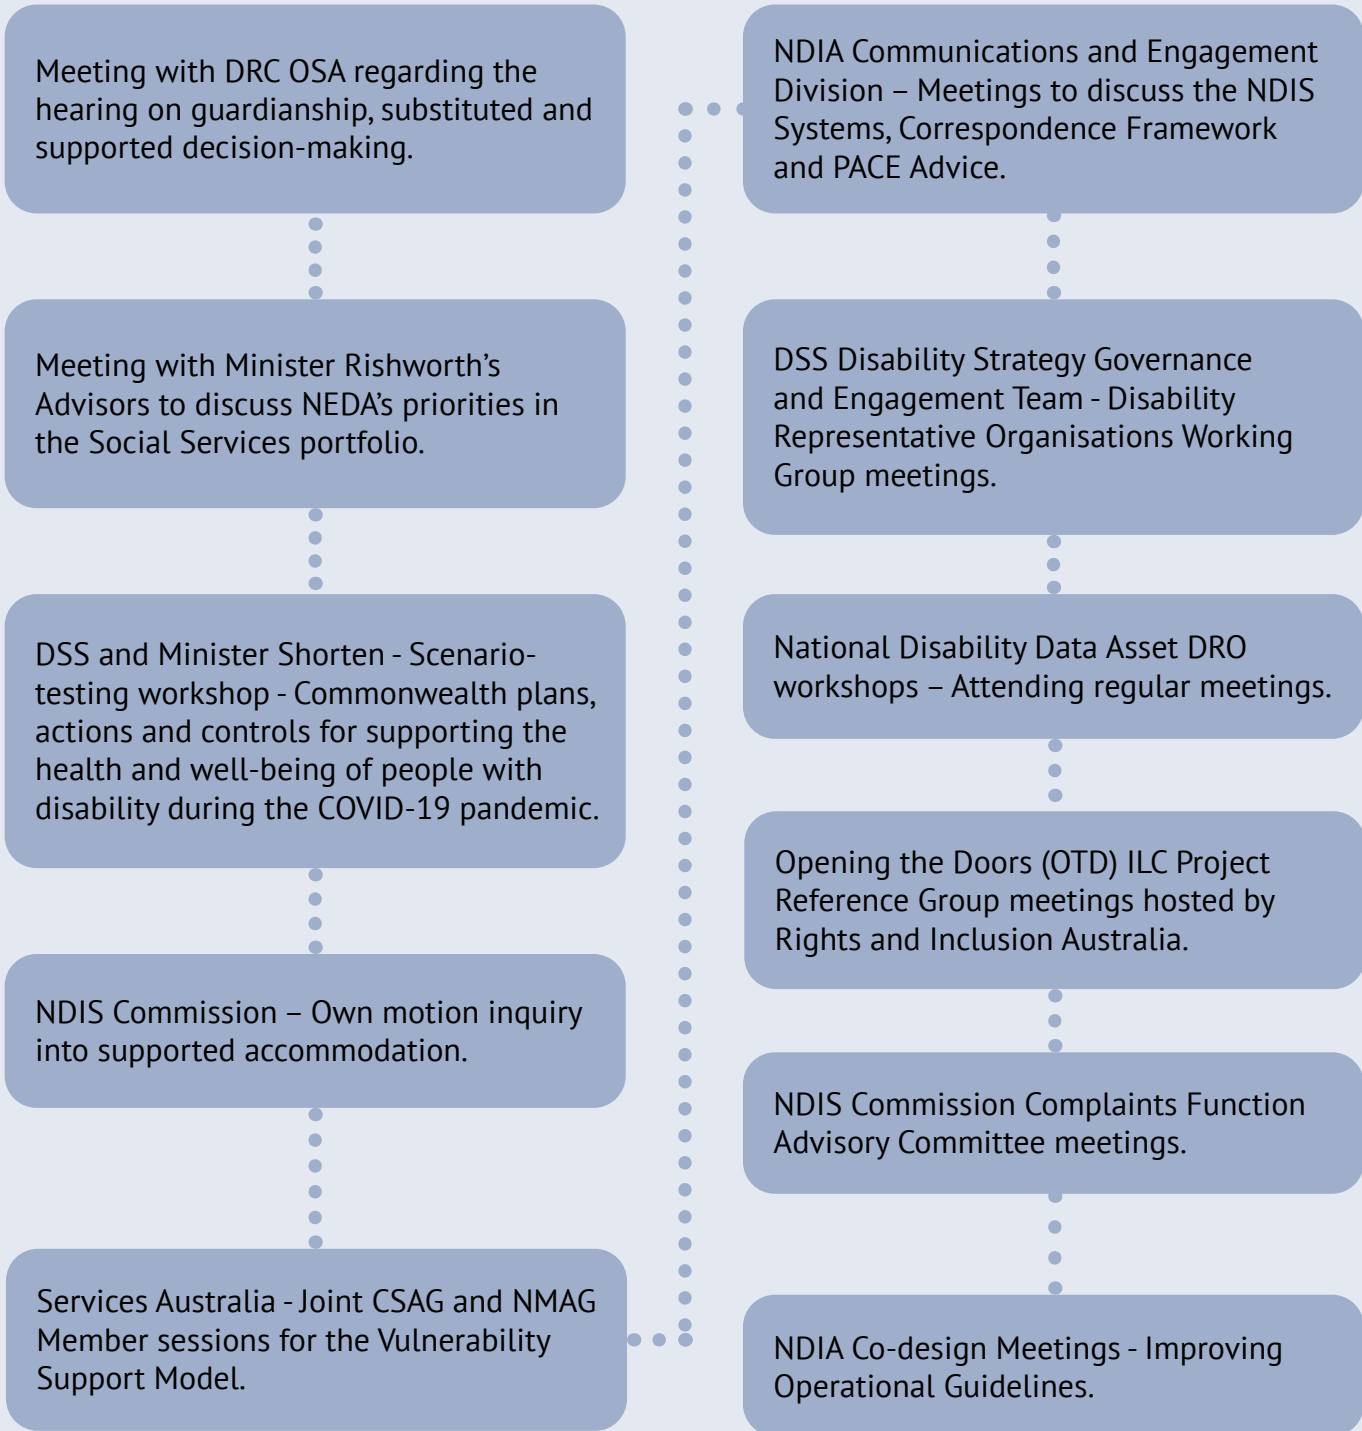 Meeting with DRC OSA regarding the
hearing on guardianship, substituted and
supported decision-making.
Meeting with Minister Rishworth’s
Advisors to discuss NEDA’s priorities in
the Social Services portfolio.
DSS and Minister Shorten - Scenario-
testing workshop - Commonwealth plans,
actions and controls for supporting the
health and well-being of people with
disability during the COVID-19 pandemic.
NDIS Commission – Own motion inquiry
into supported accommodation.
Services Australia - Joint CSAG and NMAG
Member sessions for the Vulnerability
Support Model.
NDIA Communications and Engagement
Division – Meetings to discuss the NDIS
Systems, Correspondence Framework
and PACE Advice.
DSS Disability Strategy Governance
and Engagement Team - Disability
Representative Organisations Working
Group meetings.
National Disability Data Asset DRO
workshops – Attending regular meetings.
Opening the Doors (OTD) ILC Project
Reference Group meetings hosted by
Rights and Inclusion Australia.
NDIS Commission Complaints Function
Advisory Committee meetings.
NDIA Co-design Meetings - Improving
Operational Guidelines.